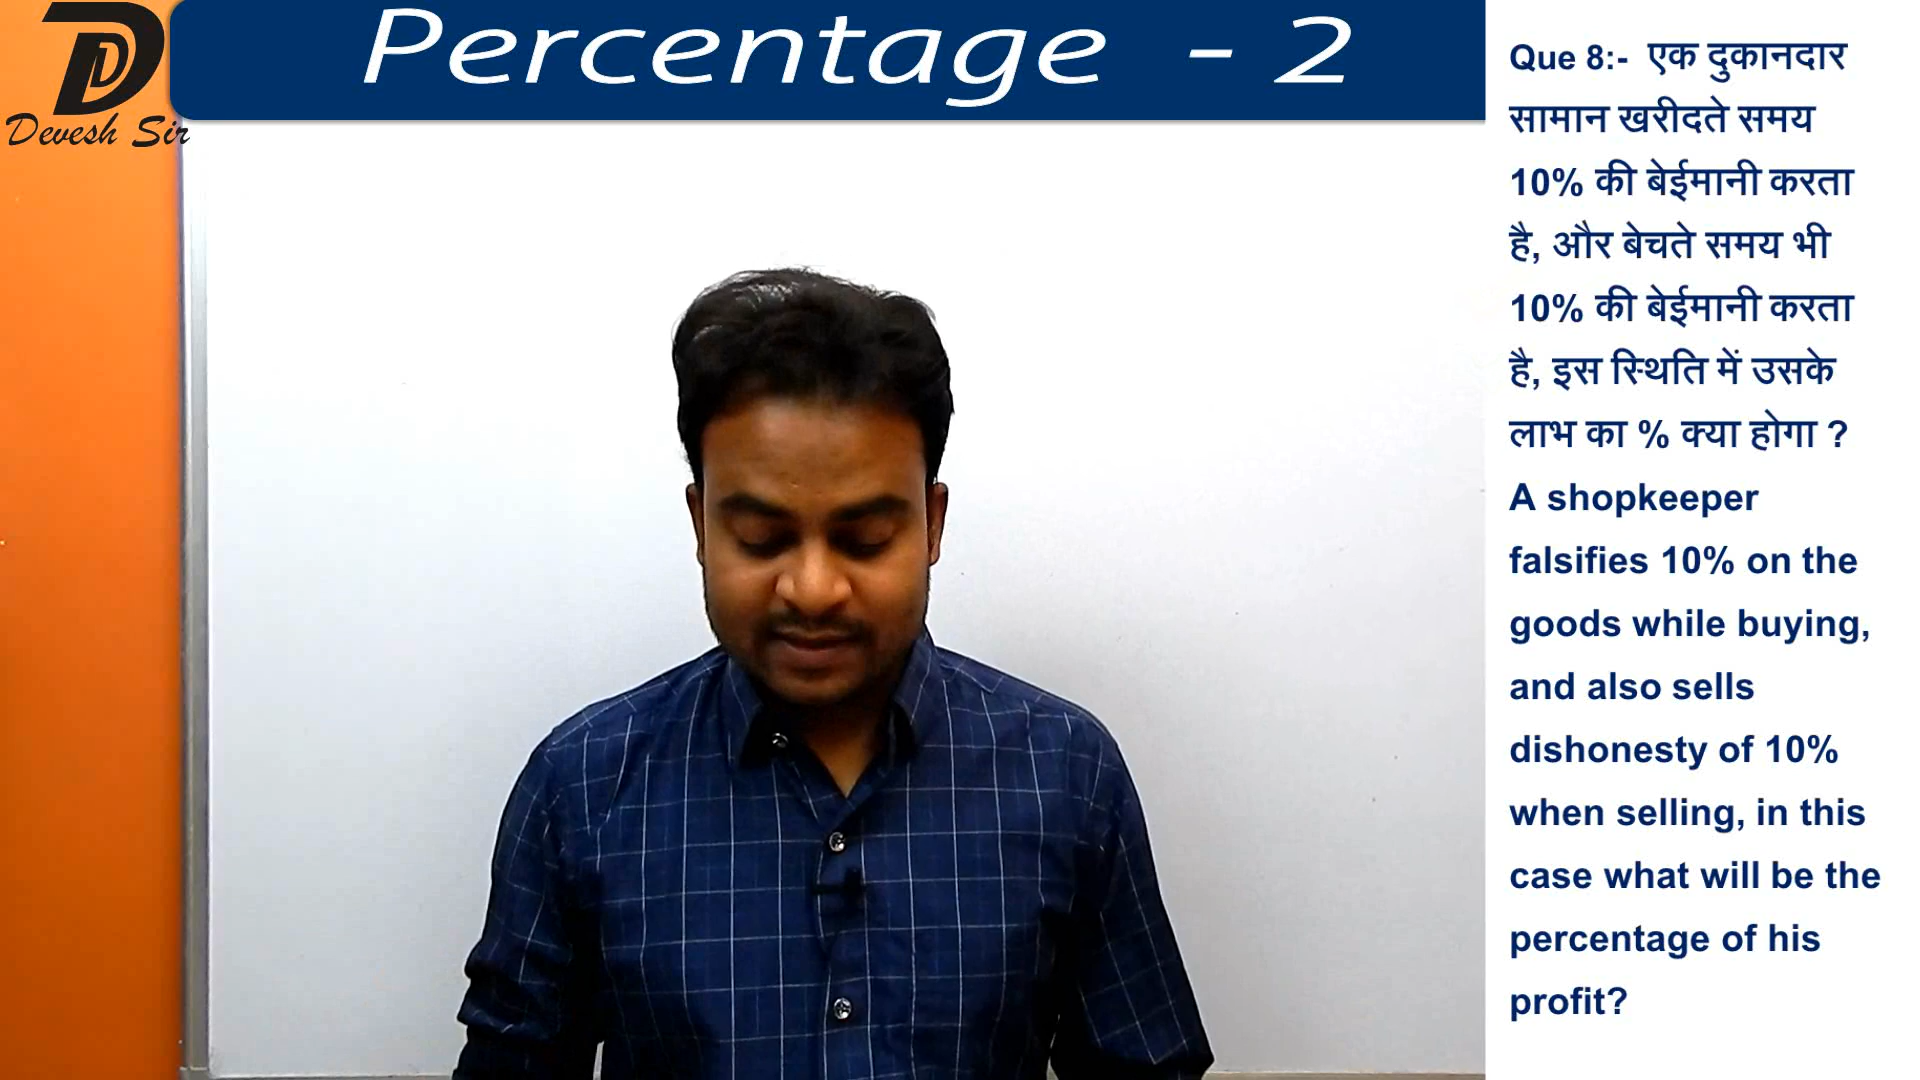 Percentage - 2
Devesh Sir
Que 8:- एक दुकानदार
सामान खरीदते समय
10% की बेईमानी करता
है, और बेचते समय भी
10% की बेईमानी करता
है, इस स्थिति में उसके
लाभ का % क्या होगा ?
A shopkeeper
falsifies 10% on the
goods while buying,
and also sells
dishonesty of 10%
when selling, in this
case what will be the
percentage of his
profit?